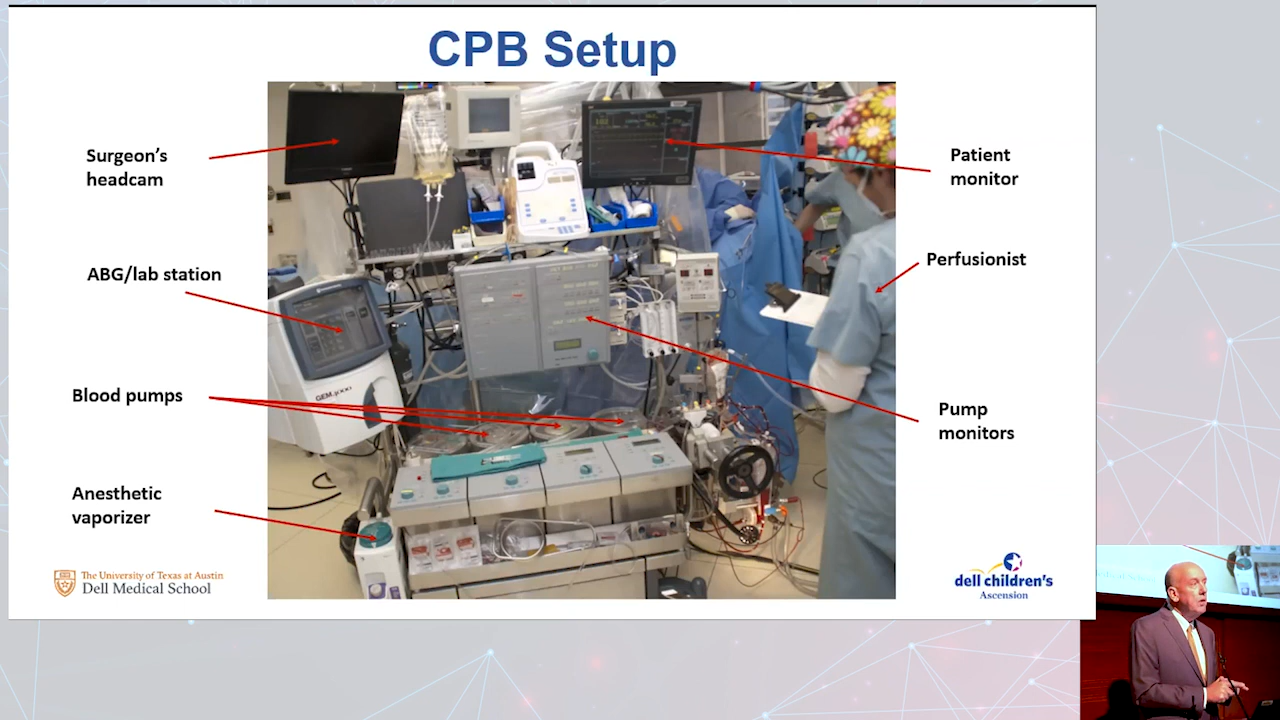 CPB Setup
Surgeon's
headcam
Patient
monitor
ABG/lab station
Perfusionist
Blood pumps
Pump
monitors
Anesthetic
vaporizer
GEM 4000
The University of Texas at Austin
Dell Medical School
dell children's
Ascension